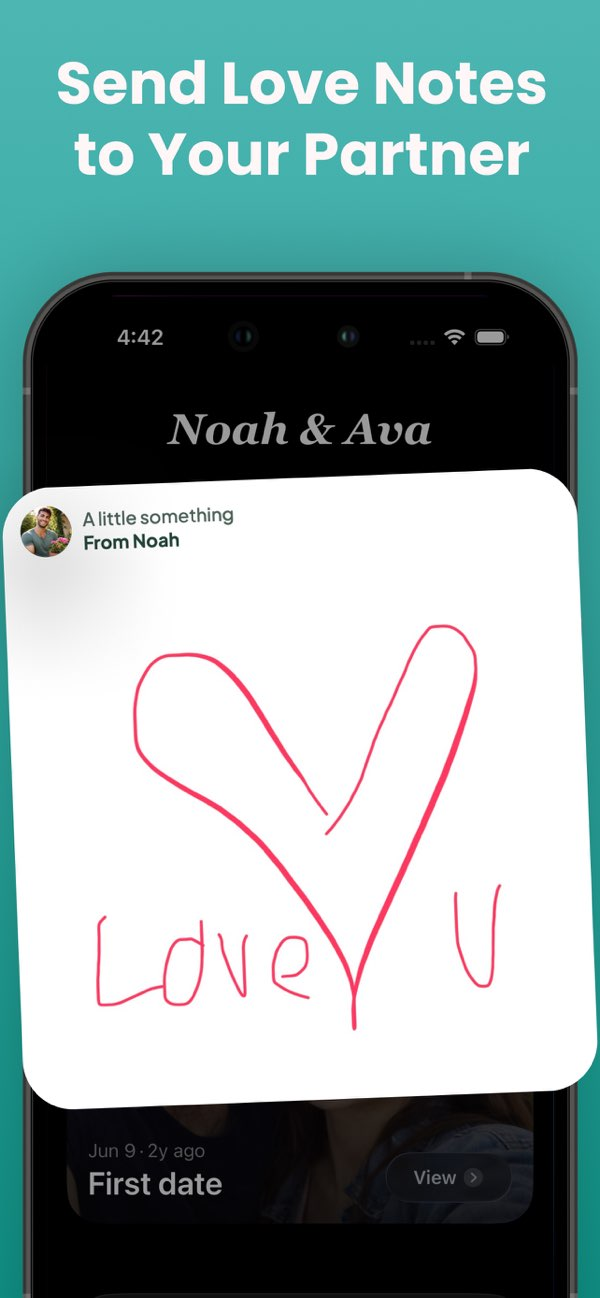 Send Love Notes
to Your Partner
4:42
Noah & Ava
A little something
From Noah
Love U
Jun 9 · 2y ago
First date
View